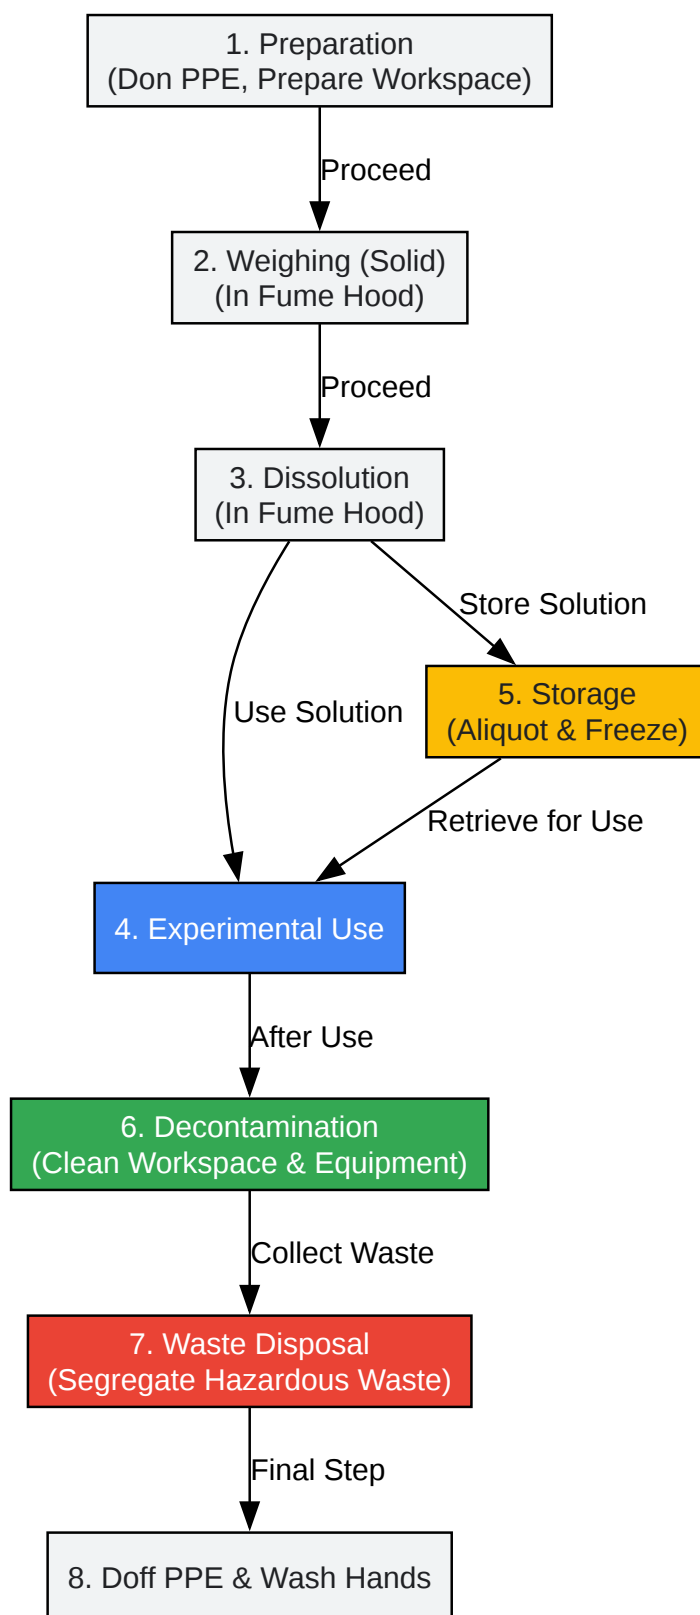 1. Preparation
(Don PPE, Prepare Workspace)
Proceed
2. Weighing (Solid)
(In Fume Hood)
Proceed
3. Dissolution
(In Fume Hood)
Store Solution
5. Storage
(Aliquot & Freeze)
Use Solution
Retrieve for Use
4. Experimental Use
After Use
6. Decontamination
(Clean Workspace & Equipment)
Collect Waste
7. Waste Disposal
(Segregate Hazardous Waste)
Final Step
8. Doff PPE & Wash Hands